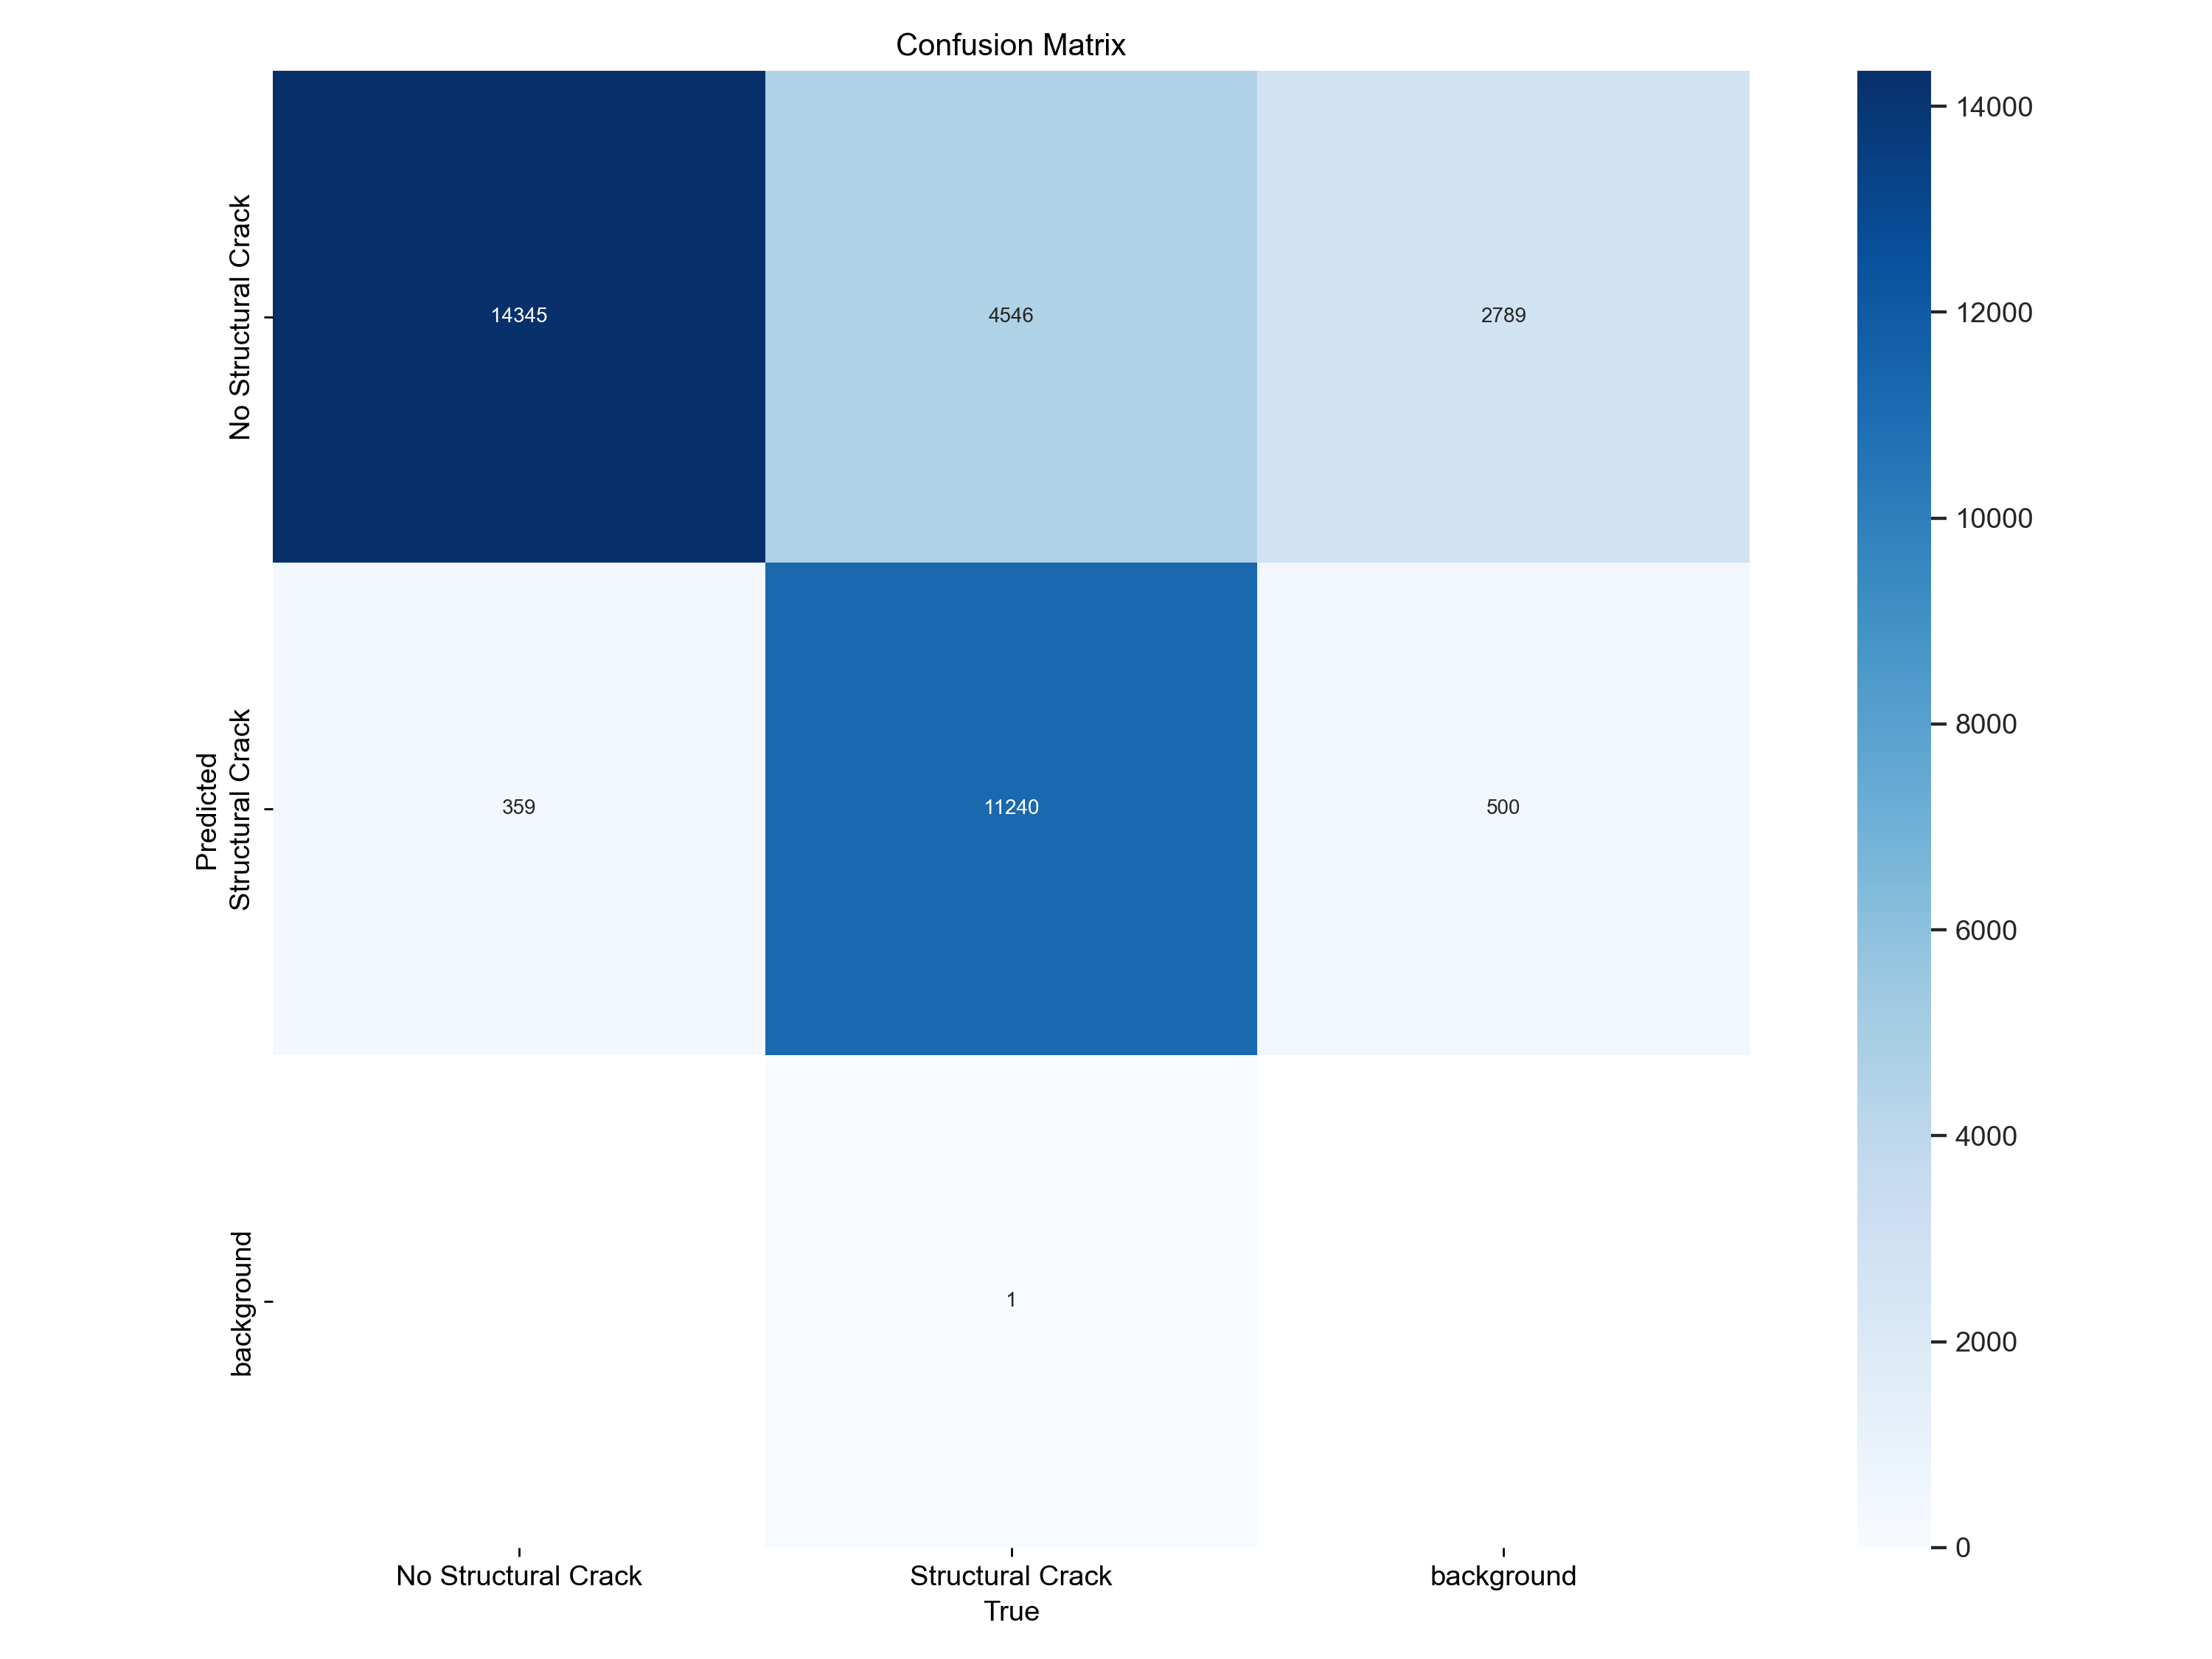 Confusion Matrix
No Structural Crack
14345
4546
2789
Predicted
Structural Crack
359
11240
500
background
1
No Structural Crack
Structural Crack
background
True
14000
12000
10000
8000
6000
4000
2000
0